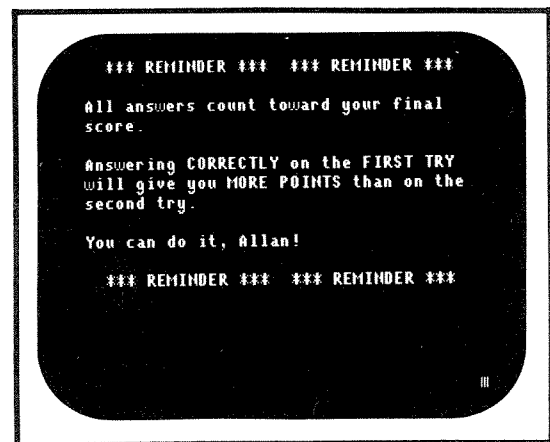 *** REMINDER *** *** REMINDER ***
All answers count toward your final
score.
Answering CORRECTLY on the FIRST TRY
will give you MORE POINTS than on the
second try.
You can do it, Allan!
*** REMINDER *** *** REMINDER ***